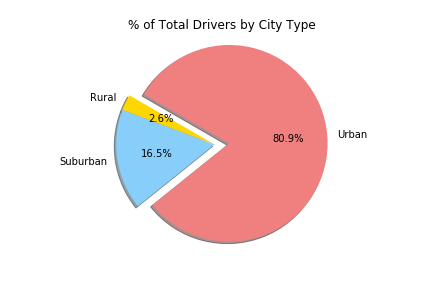 % of Total Drivers by City Type
Rural
2.6%
Urban
80.9%
Suburban
16.5%